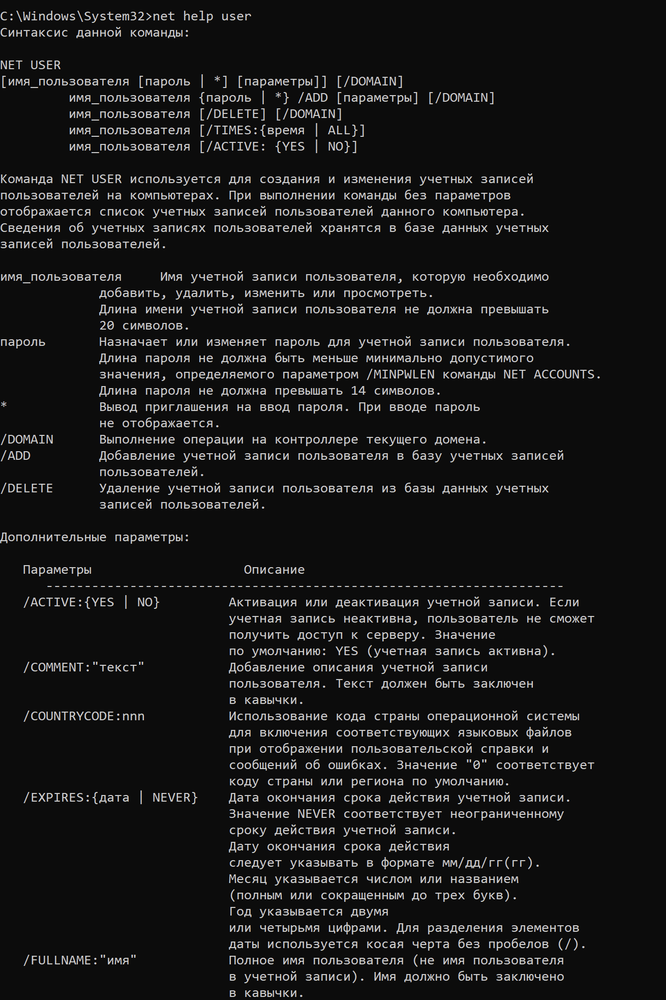 C:\Windows\System32>net help user
Синтаксис данной команды:

NET USER
[имя_пользователя [пароль | *] [параметры]] [/DOMAIN]
         имя_пользователя {пароль | *} /ADD [параметры] [/DOMAIN]
         имя_пользователя [/DELETE] [/DOMAIN]
         имя_пользователя [/TIMES:{время | ALL}]
         имя_пользователя [/ACTIVE: {YES | NO}]

Команда NET USER используется для создания и изменения учетных записей
пользователей на компьютерах. При выполнении команды без параметров
отображается список учетных записей пользователей данного компьютера.
Сведения об учетных записях пользователей хранятся в базе данных учетных
записей пользователей.

имя_пользователя     Имя учетной записи пользователя, которую необходимо
             добавить, удалить, изменить или просмотреть.
             Длина имени учетной записи пользователя не должна превышать
             20 символов.
пароль       Назначает или изменяет пароль для учетной записи пользователя.
             Длина пароля не должна быть меньше минимально допустимого
             значения, определяемого параметром /MINPWLEN команды NET ACCOUNTS.
             Длина пароля не должна превышать 14 символов.
*            Вывод приглашения на ввод пароля. При вводе пароль
             не отображается.
/DOMAIN      Выполнение операции на контроллере текущего домена.
/ADD         Добавление учетной записи пользователя в базу учетных записей
             пользователей.
/DELETE      Удаление учетной записи пользователя из базы данных учетных
             записей пользователей.

Дополнительные параметры:

   Параметры                    Описание
      --------------------------------------------------------------------
   /ACTIVE:{YES | NO}         Активация или деактивация учетной записи. Если
                              учетная запись неактивна, пользователь не сможет
                              получить доступ к серверу. Значение
                              по умолчанию: YES (учетная запись активна).
   /COMMENT:"текст"           Добавление описания учетной записи
                              пользователя. Текст должен быть заключен
                              в кавычки.
   /COUNTRYCODE:nnn           Использование кода страны операционной системы
                              для включения соответствующих языковых файлов
                              при отображении пользовательской справки и
                              сообщений об ошибках. Значение "0" соответствует
                              коду страны или региона по умолчанию.
   /EXPIRES:{дата | NEVER}    Дата окончания срока действия учетной записи.
                              Значение NEVER соответствует неограниченному
                              сроку действия учетной записи.
                              Дату окончания срока действия
                              следует указывать в формате мм/дд/гг(гг).
                              Месяц указывается числом или названием
                              (полным или сокращенным до трех букв).
                              Год указывается двумя
                              или четырьмя цифрами. Для разделения элементов
                              даты используется косая черта без пробелов (/).
   /FULLNAME:"имя"            Полное имя пользователя (не имя пользователя
                              в учетной записи). Имя должно быть заключено
                              в кавычки.